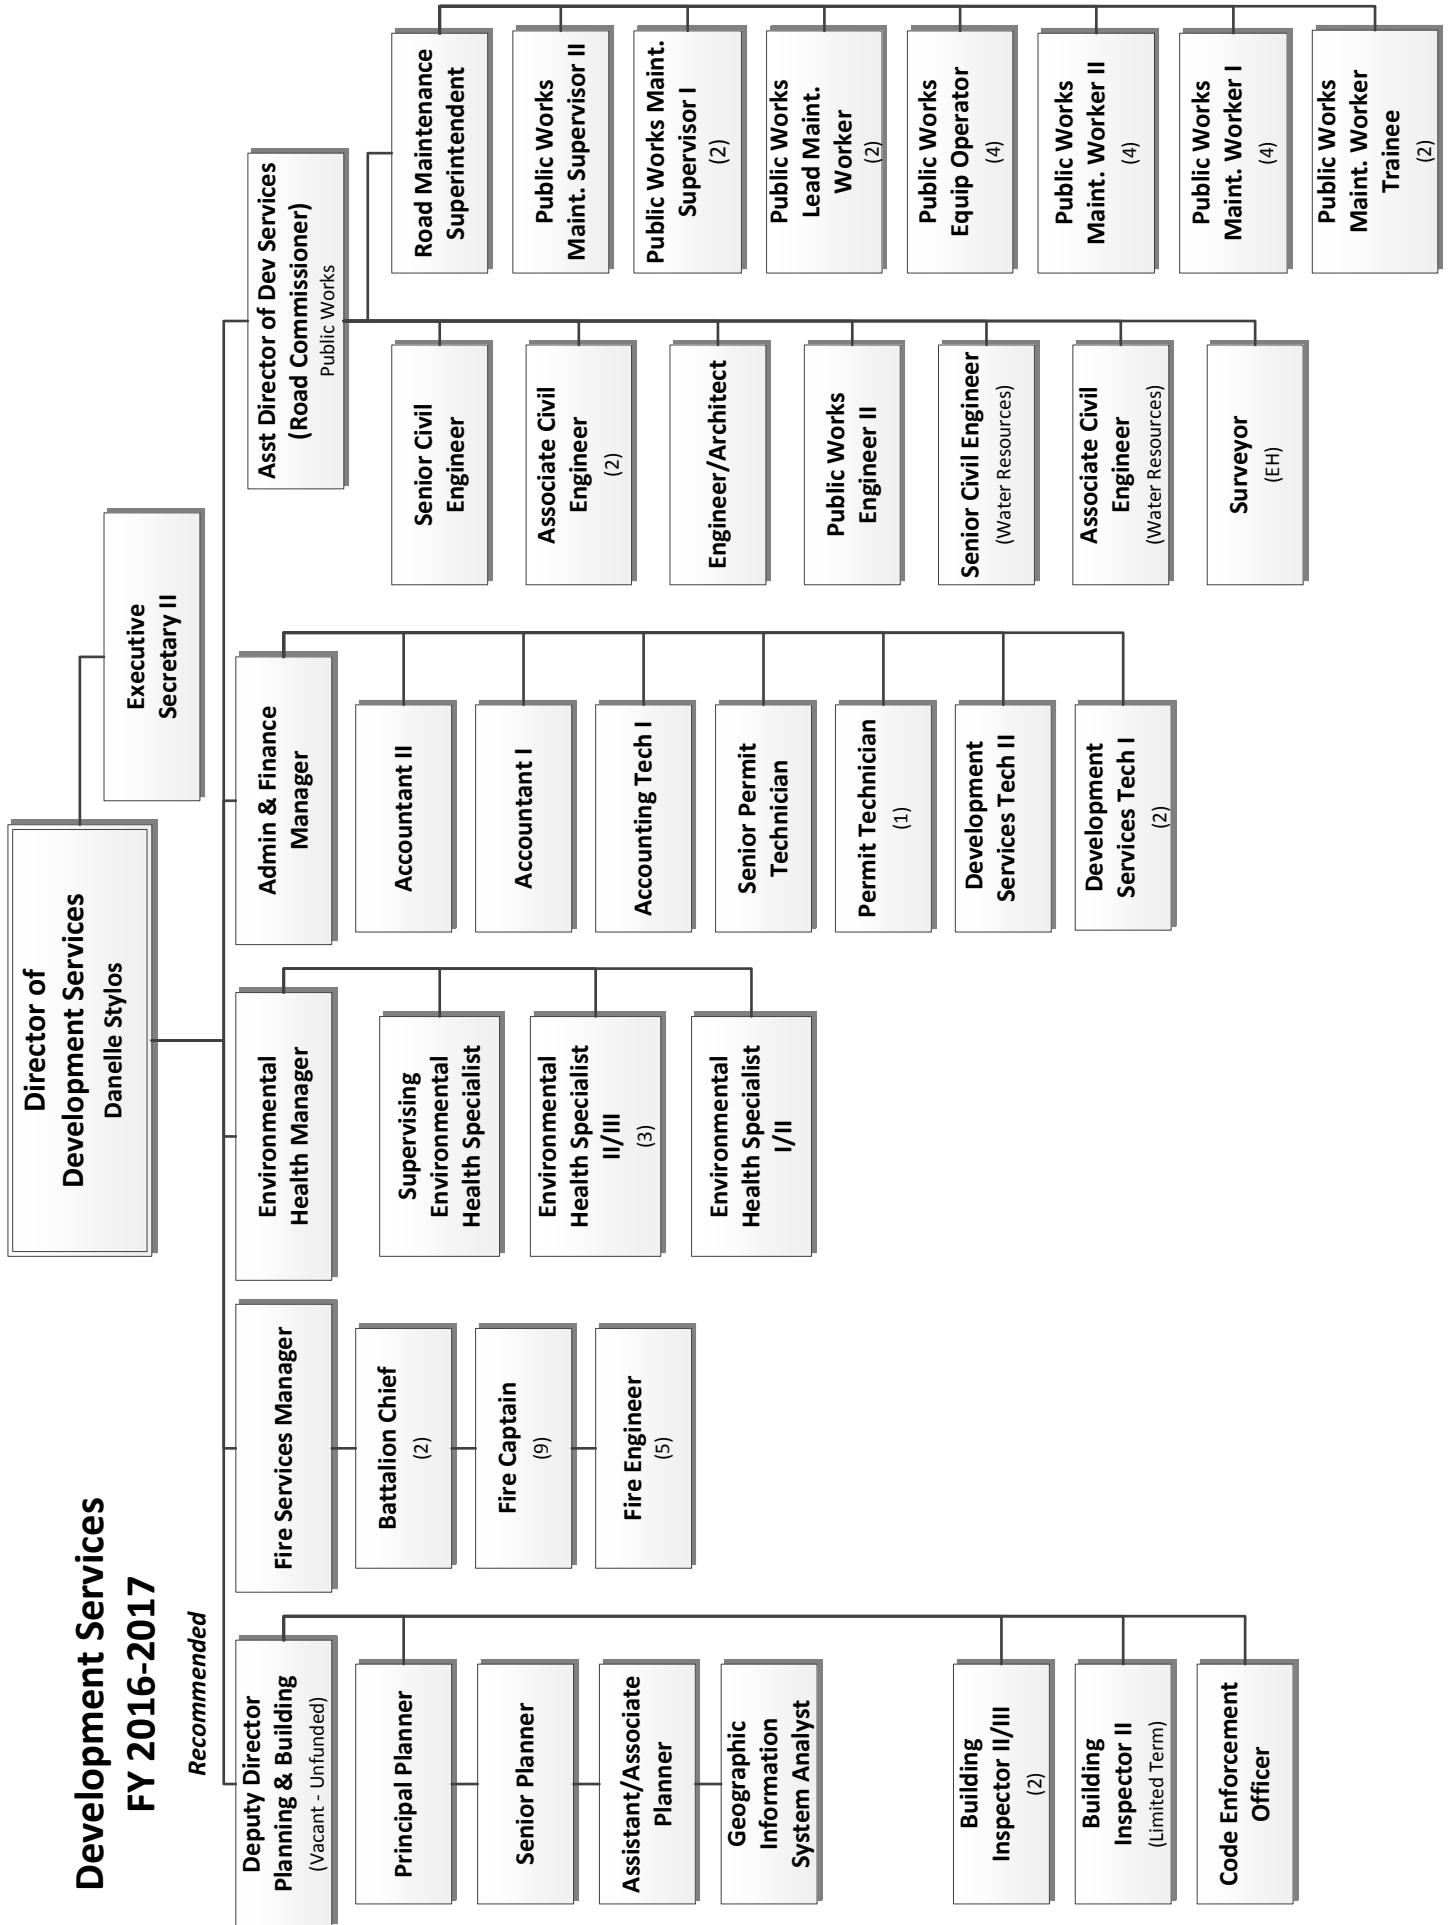 Development Services
FY 2016-2017
Recommended
Director of
Development Services
Danelle Stylos
Executive
Secretary II
Deputy Director
Planning & Building
(Vacant - Unfunded)
Principal Planner
Senior Planner
Assistant/Associate
Planner
Geographic
Information
System Analyst
Building
Inspector II/III
(2)
Building
Inspector II
(Limited Term)
Code Enforcement
Officer
Fire Services Manager
Battalion Chief
(2)
Fire Captain
(9)
Fire Engineer
(5)
Environmental
Health Manager
Supervising
Environmental
Health Specialist
Environmental
Health Specialist
II/III
(3)
Environmental
Health Specialist
I/II
Admin & Finance
Manager
Accountant II
Accountant I
Accounting Tech I
Senior Permit
Technician
Permit Technician
(1)
Development
Services Tech II
Development
Services Tech I
(2)
Asst Director of Dev Services
(Road Commissioner)
Public Works
Senior Civil
Engineer
Associate Civil
Engineer
(2)
Engineer/Architect
Public Works
Engineer II
Senior Civil Engineer
(Water Resources)
Associate Civil
Engineer
(Water Resources)
Surveyor
(EH)
Road Maintenance
Superintendent
Public Works
Maint. Supervisor II
Public Works Maint.
Supervisor I
(2)
Public Works
Lead Maint.
Worker
(2)
Public Works
Equip Operator
(4)
Public Works
Maint. Worker II
(4)
Public Works
Maint. Worker I
(4)
Public Works
Maint. Worker
Trainee
(2)